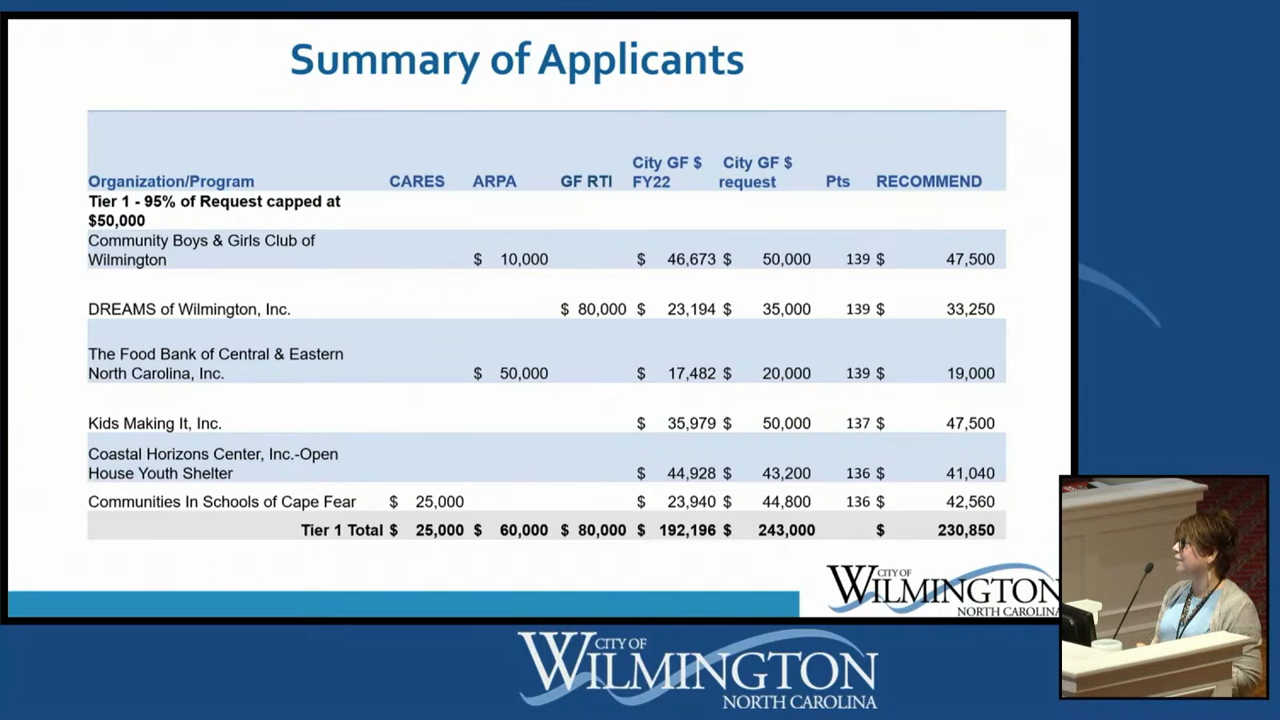 Summary of Applicants
City GF $ City GF $
Organization/Program CARES ARPA GF RTI FY22 request Pts RECOMMEND
Tier 1 - 95% of Request capped at
$50,000
Community Boys & Girls Club of
Wilmington $ 10,000 $ 46,673 $ 50,000 139 $ 47,500
DREAMS of Wilmington, Inc. $ 80,000 $ 23,194 $ 35,000 139 $ 33,250
The Food Bank of Central & Eastern
North Carolina, Inc. $ 50,000 $ 17,482 $ 20,000 139 $ 19,000
Kids Making It, Inc. $ 35,979 $ 50,000 137 $ 47,500
Coastal Horizons Center, Inc.-Open
House Youth Shelter $ 44,928 $ 43,200 136 $ 41,040
Communities In Schools of Cape Fear $ 25,000 $ 23,940 $ 44,800 136 $ 42,560
Tier 1 Total $ 25,000 $ 60,000 $ 80,000 $ 192,196 $ 243,000 $ 230,850
CITY OF
WILMINGTON
NORTH CAROLINA
CITY OF
WILMINGTON
NORTH CAROLINA